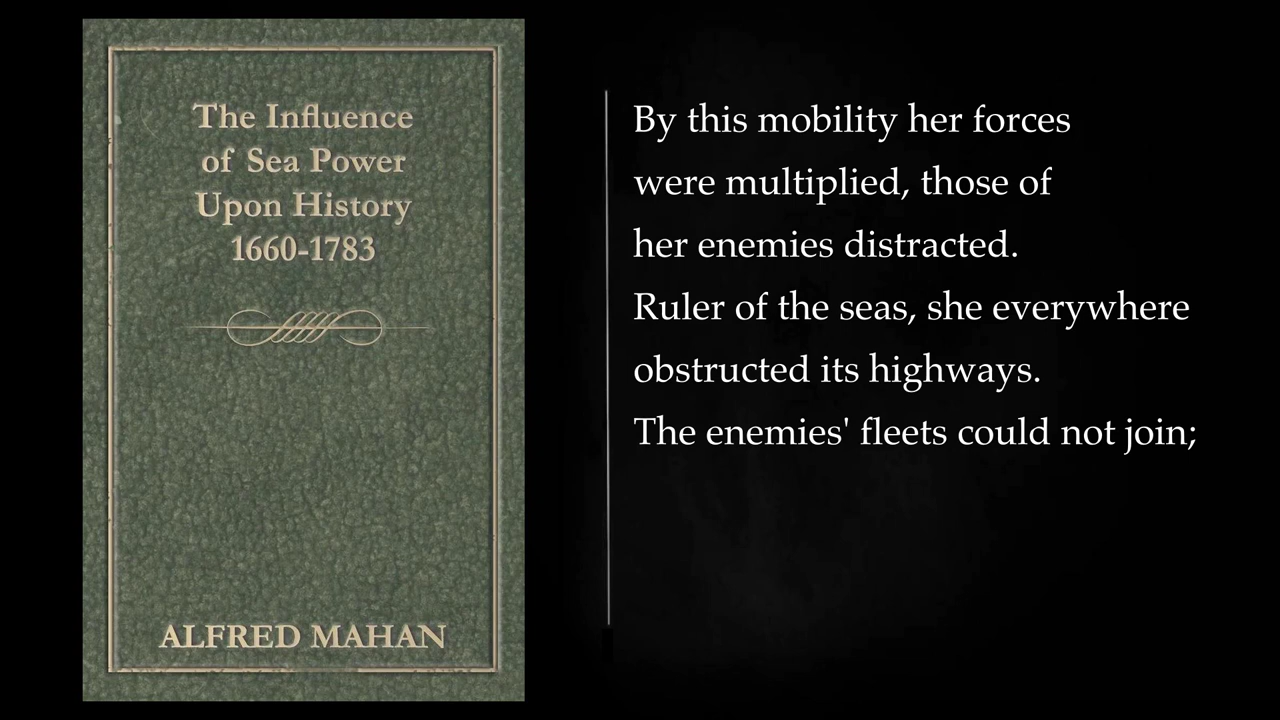 The Influence
of Sea Power
Upon History
1660-1783
ALFRED MAHAN
By this mobility her forces
were multiplied, those of
her enemies distracted.
Ruler of the seas, she everywhere
obstructed its highways.
The enemies' fleets could not join;